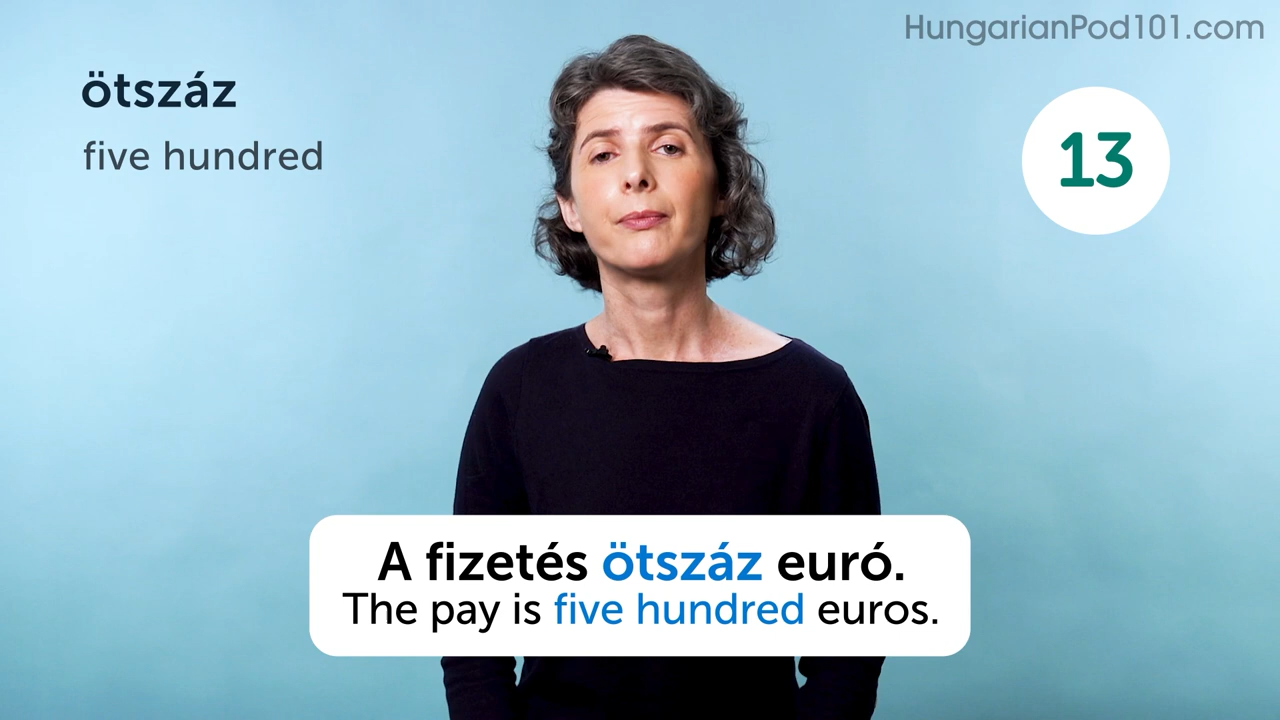 HungarianPod101.com
ötszáz
five hundred
13
A fizetés ötszáz euró.
The pay is five hundred euros.